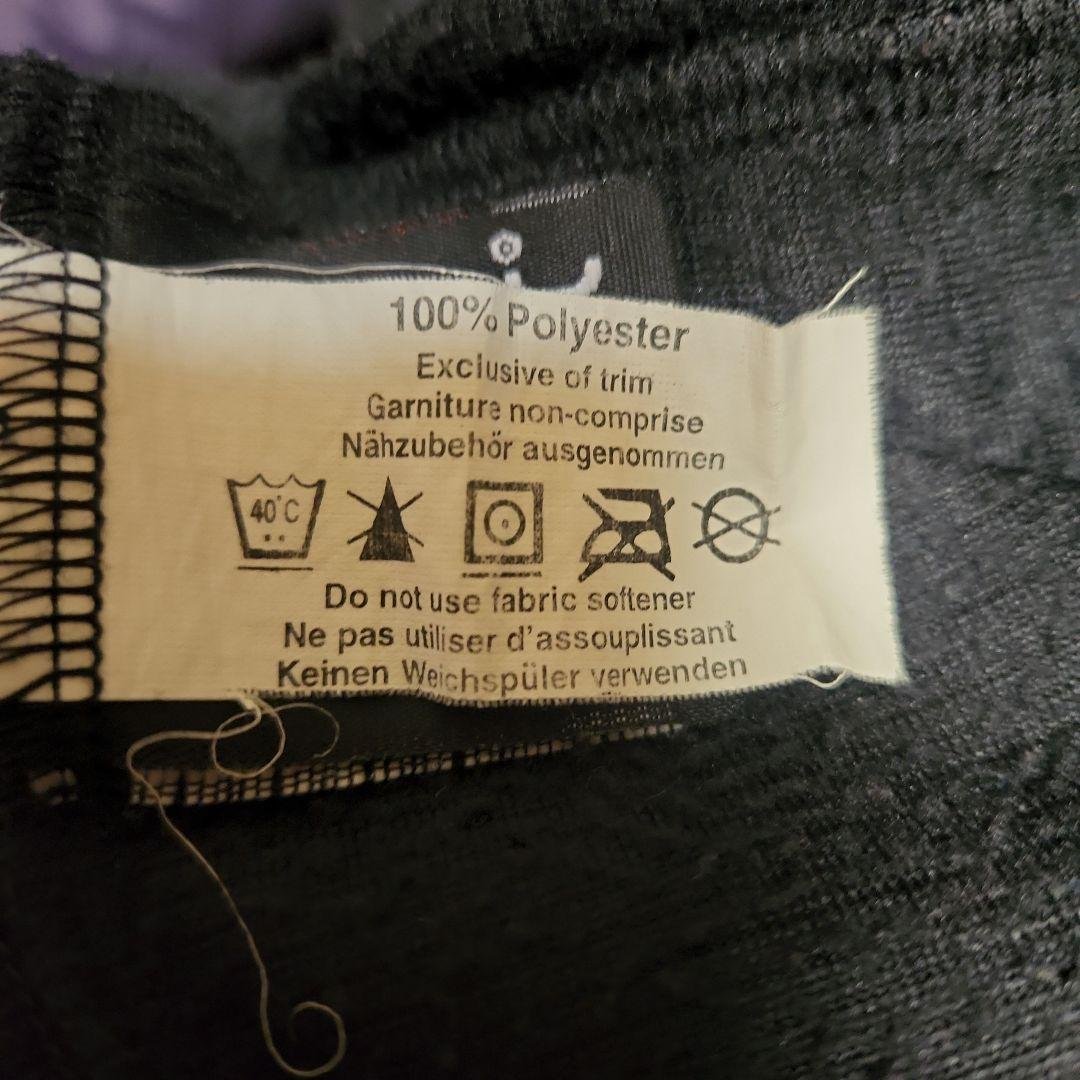 100% Polyester
Exclusive of trim
Garniture non-comprise
Nähzubehör ausgenommen
40°C
Do not use fabric softener
Ne pas utiliser d'assouplissant
Keinen Weichspüler verwenden